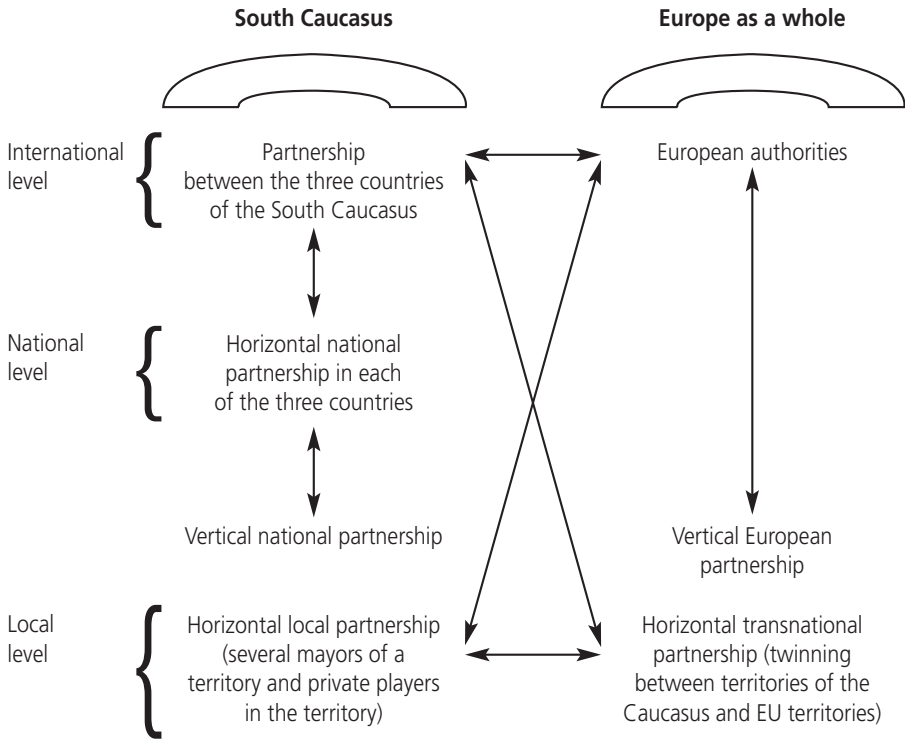 South Caucasus
Europe as a whole
International
level
Partnership
between the three countries
of the South Caucasus
European authorities
National
level
Horizontal national
partnership in each
of the three countries
Vertical national partnership
Vertical European
partnership
Local
level
Horizontal local partnership
(several mayors of a
territory and private players
in the territory)
Horizontal transnational
partnership (twinning
between territories of the
Caucasus and EU territories)